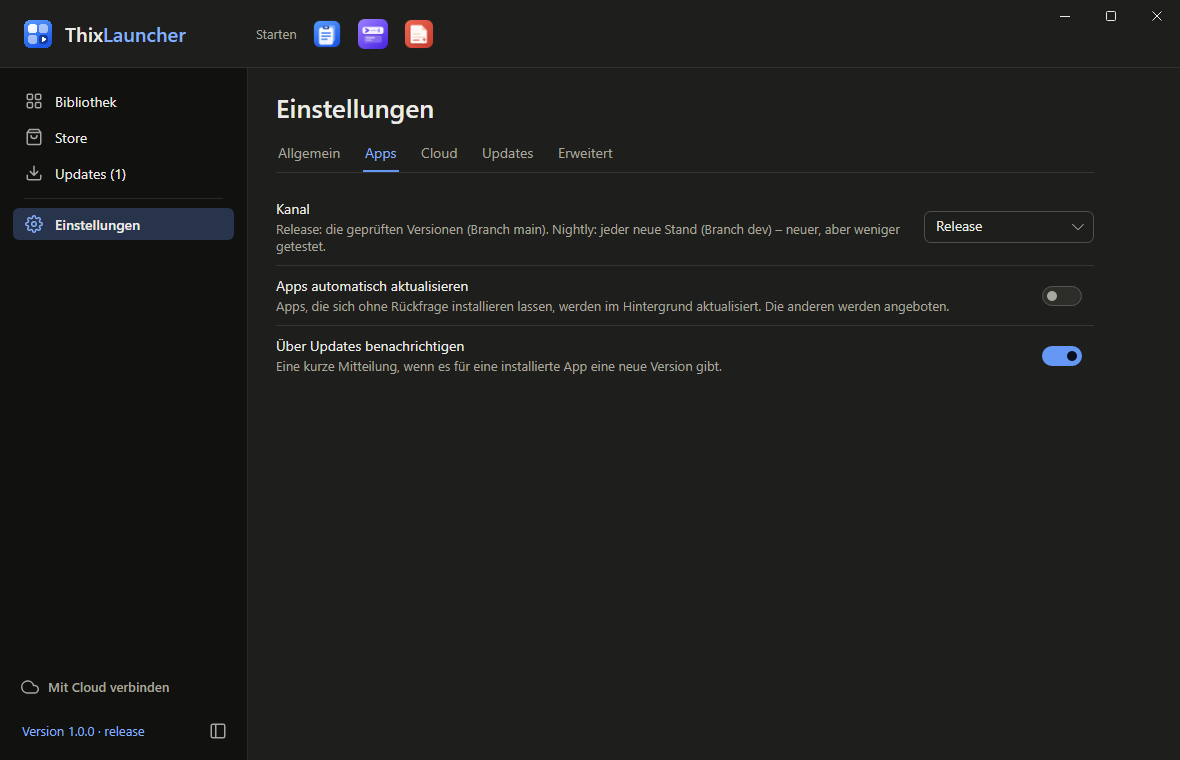 ThixLauncher
Starten
Bibliothek
Store
Updates (1)
Einstellungen
Einstellungen
Allgemein Apps Cloud Updates Erweitert
Kanal
Release: die geprüften Versionen (Branch main). Nightly: jeder neue Stand (Branch dev) – neuer, aber weniger
getestet.
Release
Apps automatisch aktualisieren
Apps, die sich ohne Rückfrage installieren lassen, werden im Hintergrund aktualisiert. Die anderen werden angeboten.
Über Updates benachrichtigen
Eine kurze Mitteilung, wenn es für eine installierte App eine neue Version gibt.
Mit Cloud verbinden
Version 1.0.0 · release